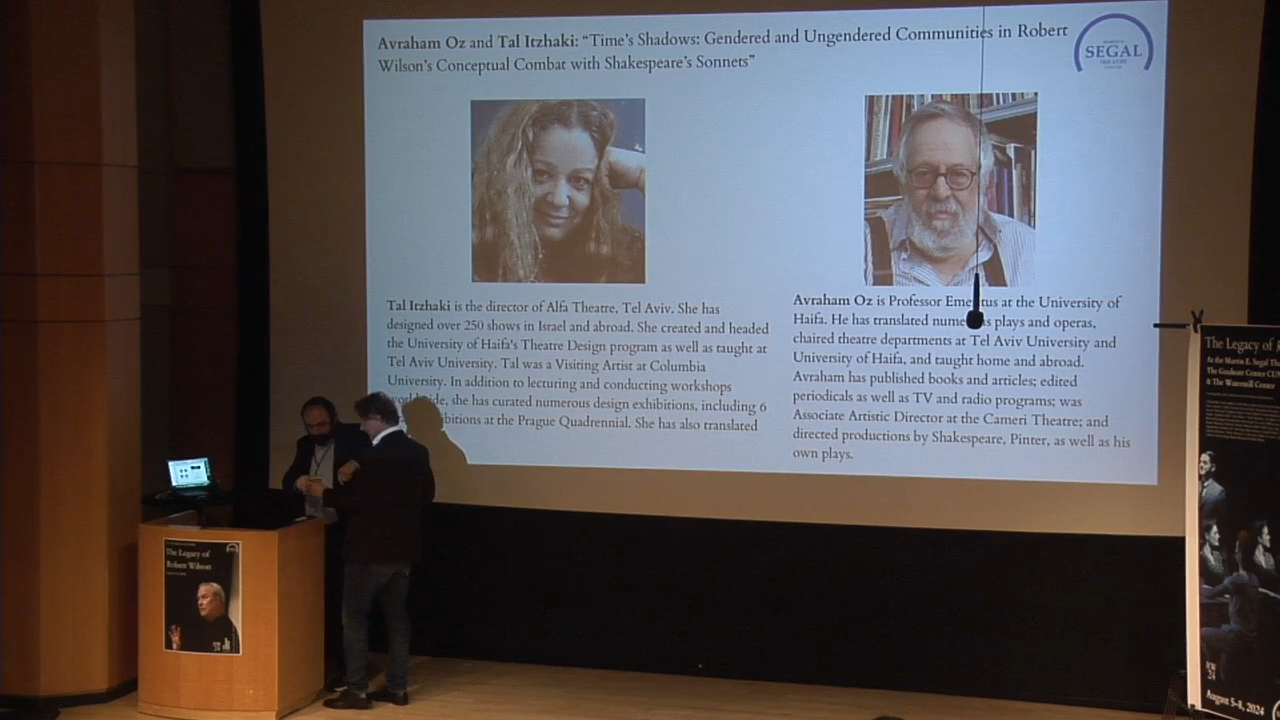 Avraham Oz and Tal Itzhaki: “Time’s Shadows: Gendered and Ungendered Communities in Robert
Wilson’s Conceptual Combat with Shakespeare’s Sonnets”
SEGAL
THEATRE
Tal Itzhaki is the director of Alfa Theatre, Tel Aviv. She has
designed over 250 shows in Israel and abroad. She created and headed
the University of Haifa's Theatre Design program as well as taught at
Tel Aviv University. Tal was a Visiting Artist at Columbia
University. In addition to lecturing and conducting workshops
she has curated numerous design exhibitions, including 6
at the Prague Quadrennial. She has also translated
Avraham Oz is Professor at the University of
Haifa. He has translated plays and operas,
chaired theatre departments at Tel Aviv University and
University of Haifa, and taught home and abroad.
Avraham has published books and articles; edited
periodicals as well as TV and radio programs; was
Associate Artistic Director at the Cameri Theatre; and
directed productions by Shakespeare, Pinter, as well as his
own plays.
The Legacy of
Robert Wilson
The Legacy of
At the Martin E. Segal
The Graduate Center
& The Watermill Center
August 5-8, 2024